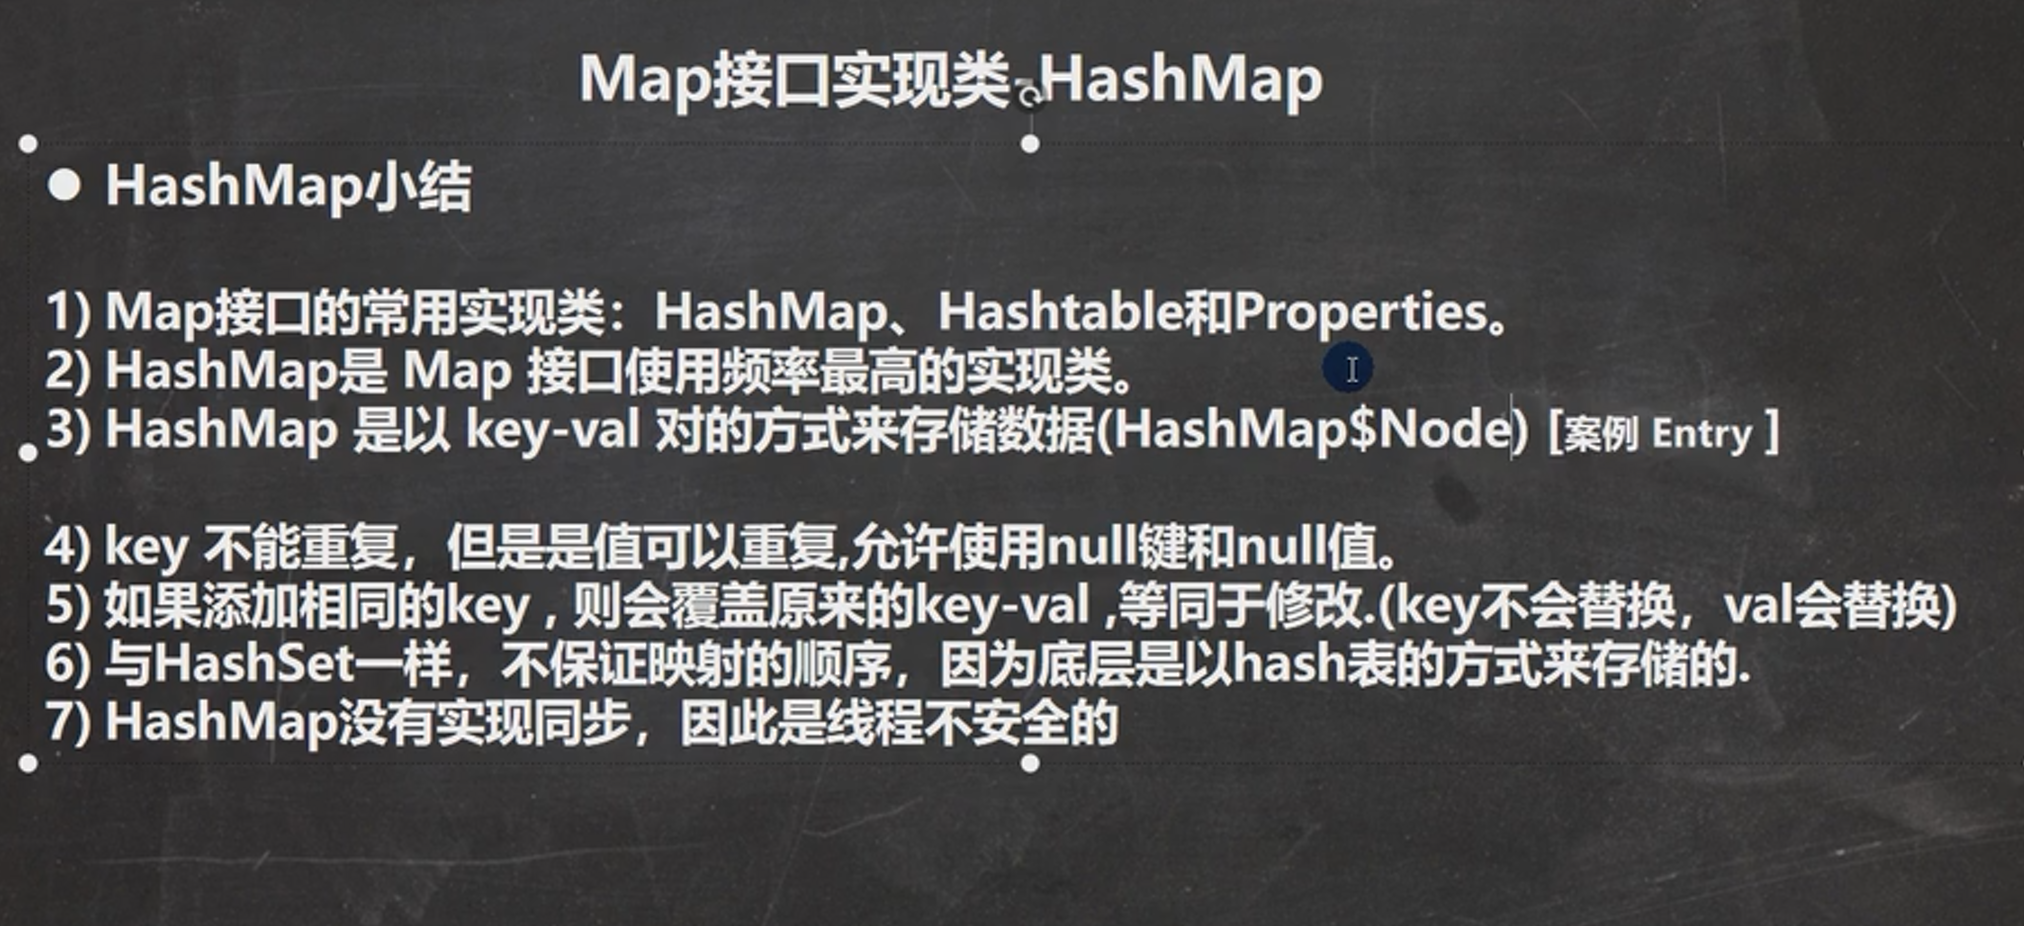 Map接口实现类-HashMap
HashMap小结
1) Map接口的常用实现类：HashMap、Hashtable和Properties。
2) HashMap是 Map 接口使用频率最高的实现类。
3) HashMap 是以 key-val 对的方式来存储数据(HashMap$Node) [案例 Entry ]
4) key 不能重复，但是是值可以重复,允许使用null键和null值。
5) 如果添加相同的key , 则会覆盖原来的key-val ,等同于修改.(key不会替换，val会替换)
6) 与HashSet一样，不保证映射的顺序，因为底层是以hash表的方式来存储的.
7) HashMap没有实现同步，因此是线程不安全的